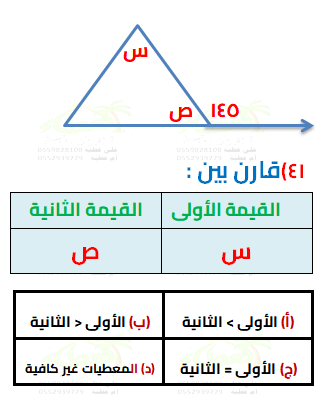 س
ص ١٤٥
٤١) قارن بين :
القيمة الأولى القيمة الثانية
س ص
(أ) الأولى > الثانية (ب) الأولى < الثانية
(ج) الأولى = الثانية (د) المعطيات غير كافية